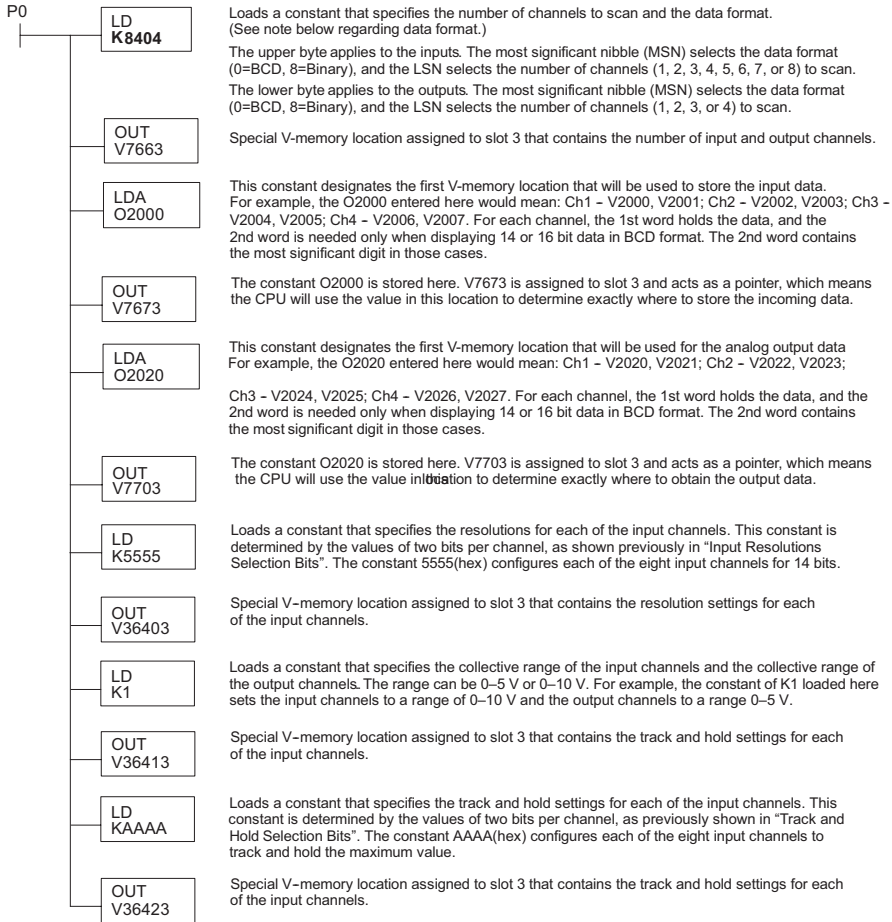 P0
LD
K8404
Loads a constant that specifies the number of channels to scan and the data format.
(See note below regarding data format.)
The upper byte applies to the inputs. The most significant nibble (MSN) selects the data format
(0=BCD, 8=Binary), and the LSN selects the number of channels (1, 2, 3, 4, 5, 6, 7, or 8) to scan.
The lower byte applies to the outputs. The most significant nibble (MSN) selects the data format
(0=BCD, 8=Binary), and the LSN selects the number of channels (1, 2, 3, or 4) to scan.
OUT
V7663
Special V-memory location assigned to slot 3 that contains the number of input and output channels.
LDA
O2000
This constant designates the first V-memory location that will be used to store the input data.
For example, the O2000 entered here would mean: Ch1 – V2000, V2001; Ch2 – V2002, V2003; Ch3 –
V2004, V2005; Ch4 – V2006, V2007. For each channel, the 1st word holds the data, and the
2nd word is needed only when displaying 14 or 16 bit data in BCD format. The 2nd word contains
the most significant digit in those cases.
OUT
V7673
The constant O2000 is stored here. V7673 is assigned to slot 3 and acts as a pointer, which means
the CPU will use the value in this location to determine exactly where to store the incoming data.
LDA
O2020
This constant designates the first V-memory location that will be used for the analog output data
For example, the O2020 entered here would mean: Ch1 – V2020, V2021; Ch2 – V2022, V2023;
Ch3 – V2024, V2025; Ch4 – V2026, V2027. For each channel, the 1st word holds the data, and the
2nd word is needed only when displaying 14 or 16 bit data in BCD format. The 2nd word contains
the most significant digit in those cases.
OUT
V7703
The constant O2020 is stored here. V7703 is assigned to slot 3 and acts as a pointer, which means
the CPU will use the value in this location to determine exactly where to obtain the output data.
LD
K5555
Loads a constant that specifies the resolutions for each of the input channels. This constant is
determined by the values of two bits per channel, as shown previously in “Input Resolutions
Selection Bits”. The constant 5555(hex) configures each of the eight input channels for 14 bits.
OUT
V36403
Special V–memory location assigned to slot 3 that contains the resolution settings for each
of the input channels.
LD
K1
Loads a constant that specifies the collective range of the input channels and the collective range of
the output channels. The range can be 0–5 V or 0–10 V. For example, the constant of K1 loaded here
sets the input channels to a range of 0–10 V and the output channels to a range 0–5 V.
OUT
V36413
Special V–memory location assigned to slot 3 that contains the track and hold settings for each
of the input channels.
LD
KAAAA
Loads a constant that specifies the track and hold settings for each of the input channels. This
constant is determined by the values of two bits per channel, as previously shown in “Track and
Hold Selection Bits”. The constant AAAA(hex) configures each of the eight input channels to
track and hold the maximum value.
OUT
V36423
Special V–memory location assigned to slot 3 that contains the track and hold settings for each
of the input channels.